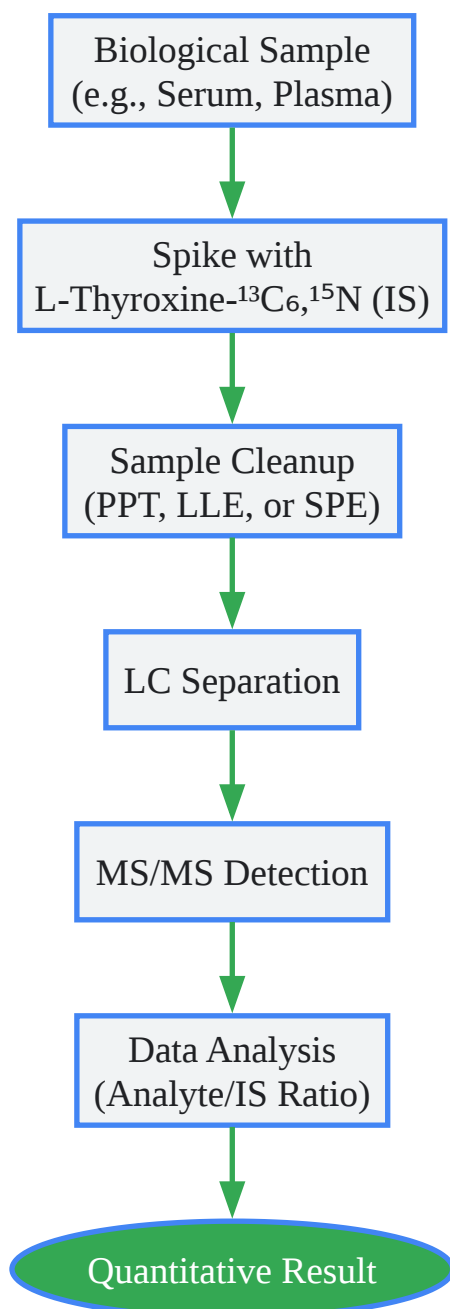 Biological Sample
(e.g., Serum, Plasma)
Spike with
L-Thyroxine-¹³C₆,¹⁵N (IS)
Sample Cleanup
(PPT, LLE, or SPE)
LC Separation
MS/MS Detection
Data Analysis
(Analyte/IS Ratio)
Quantitative Result